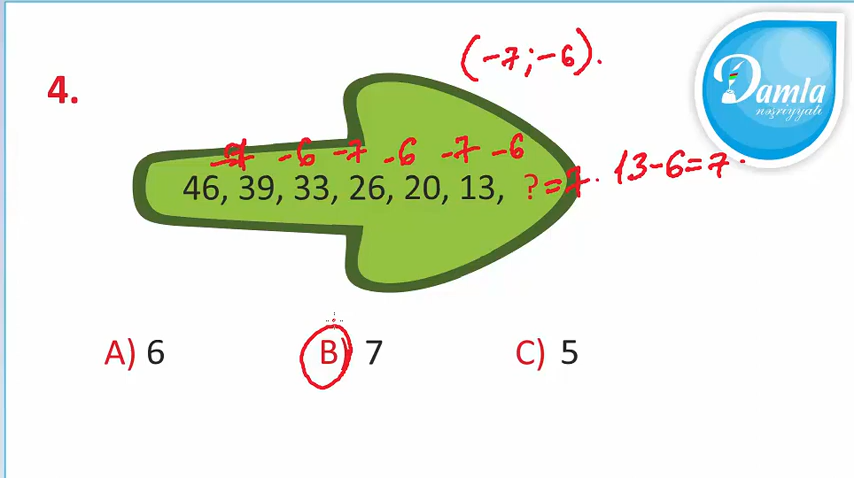 (-7;-6).
Damla
nəşriyyatı
4.
-7 -6 -7 -6 -7 -6
46, 39, 33, 26, 20, 13, ? = 7. 13-6=7.
A) 6 B) 7 C) 5